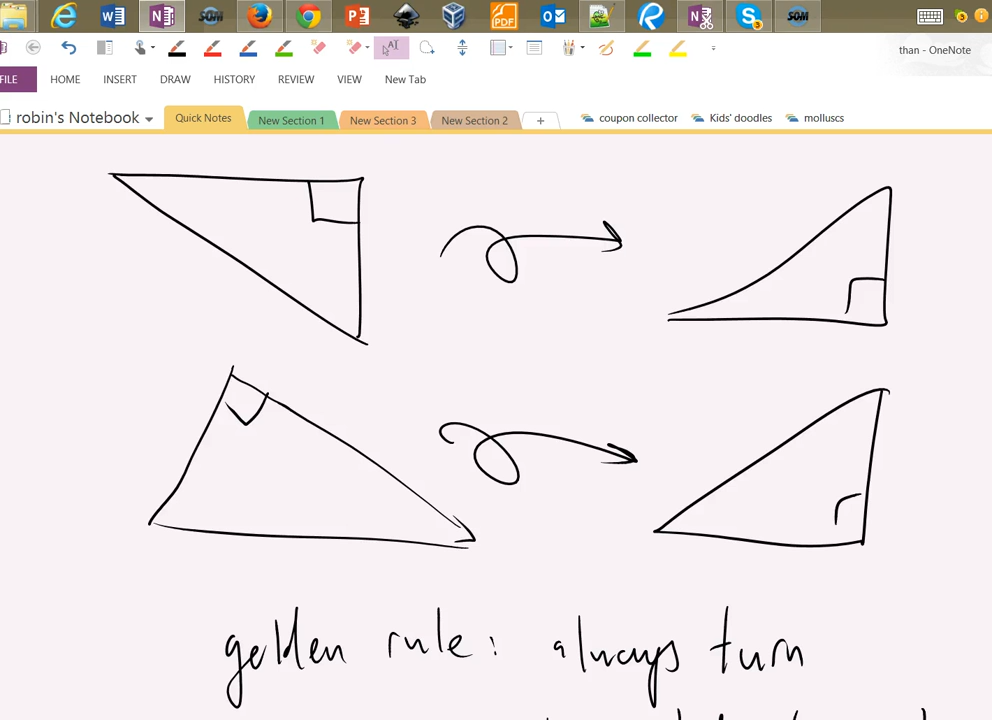 than - OneNote
FILE HOME INSERT DRAW HISTORY REVIEW VIEW New Tab
robin's Notebook Quick Notes New Section 1 New Section 3 New Section 2 + coupon collector Kids' doodles molluscs
golden rule: always turn